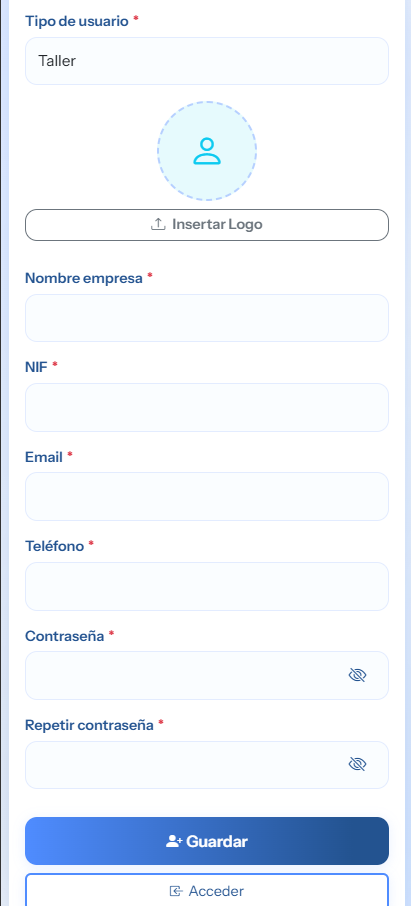 Tipo de usuario *
Taller
Insertar Logo
Nombre empresa *
NIF *
Email *
Teléfono *
Contraseña *
Repetir contraseña *
Guardar
Acceder